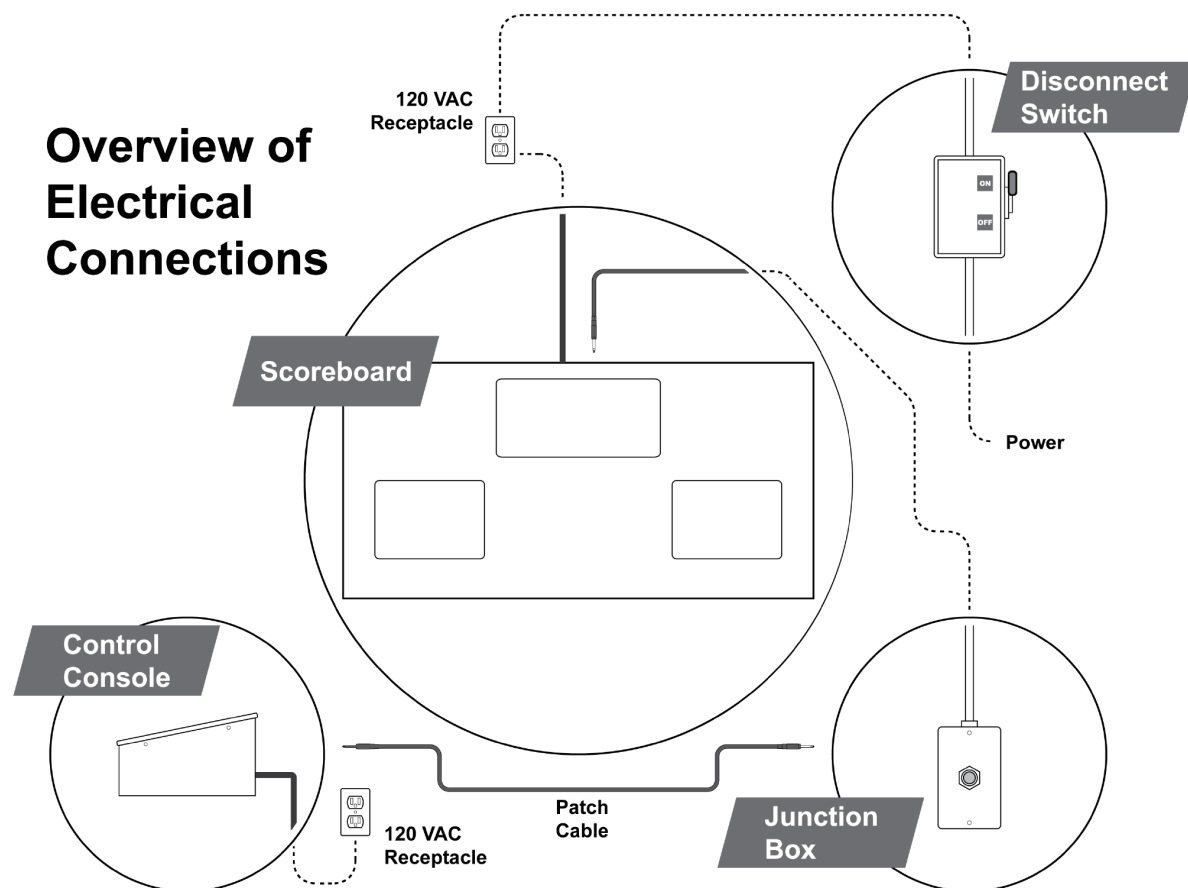 Overview of
Electrical
Connections
120 VAC
Receptacle
Disconnect
Switch
ON
OFF
Scoreboard
Power
Control
Console
Patch
Cable
120 VAC
Receptacle
Junction
Box